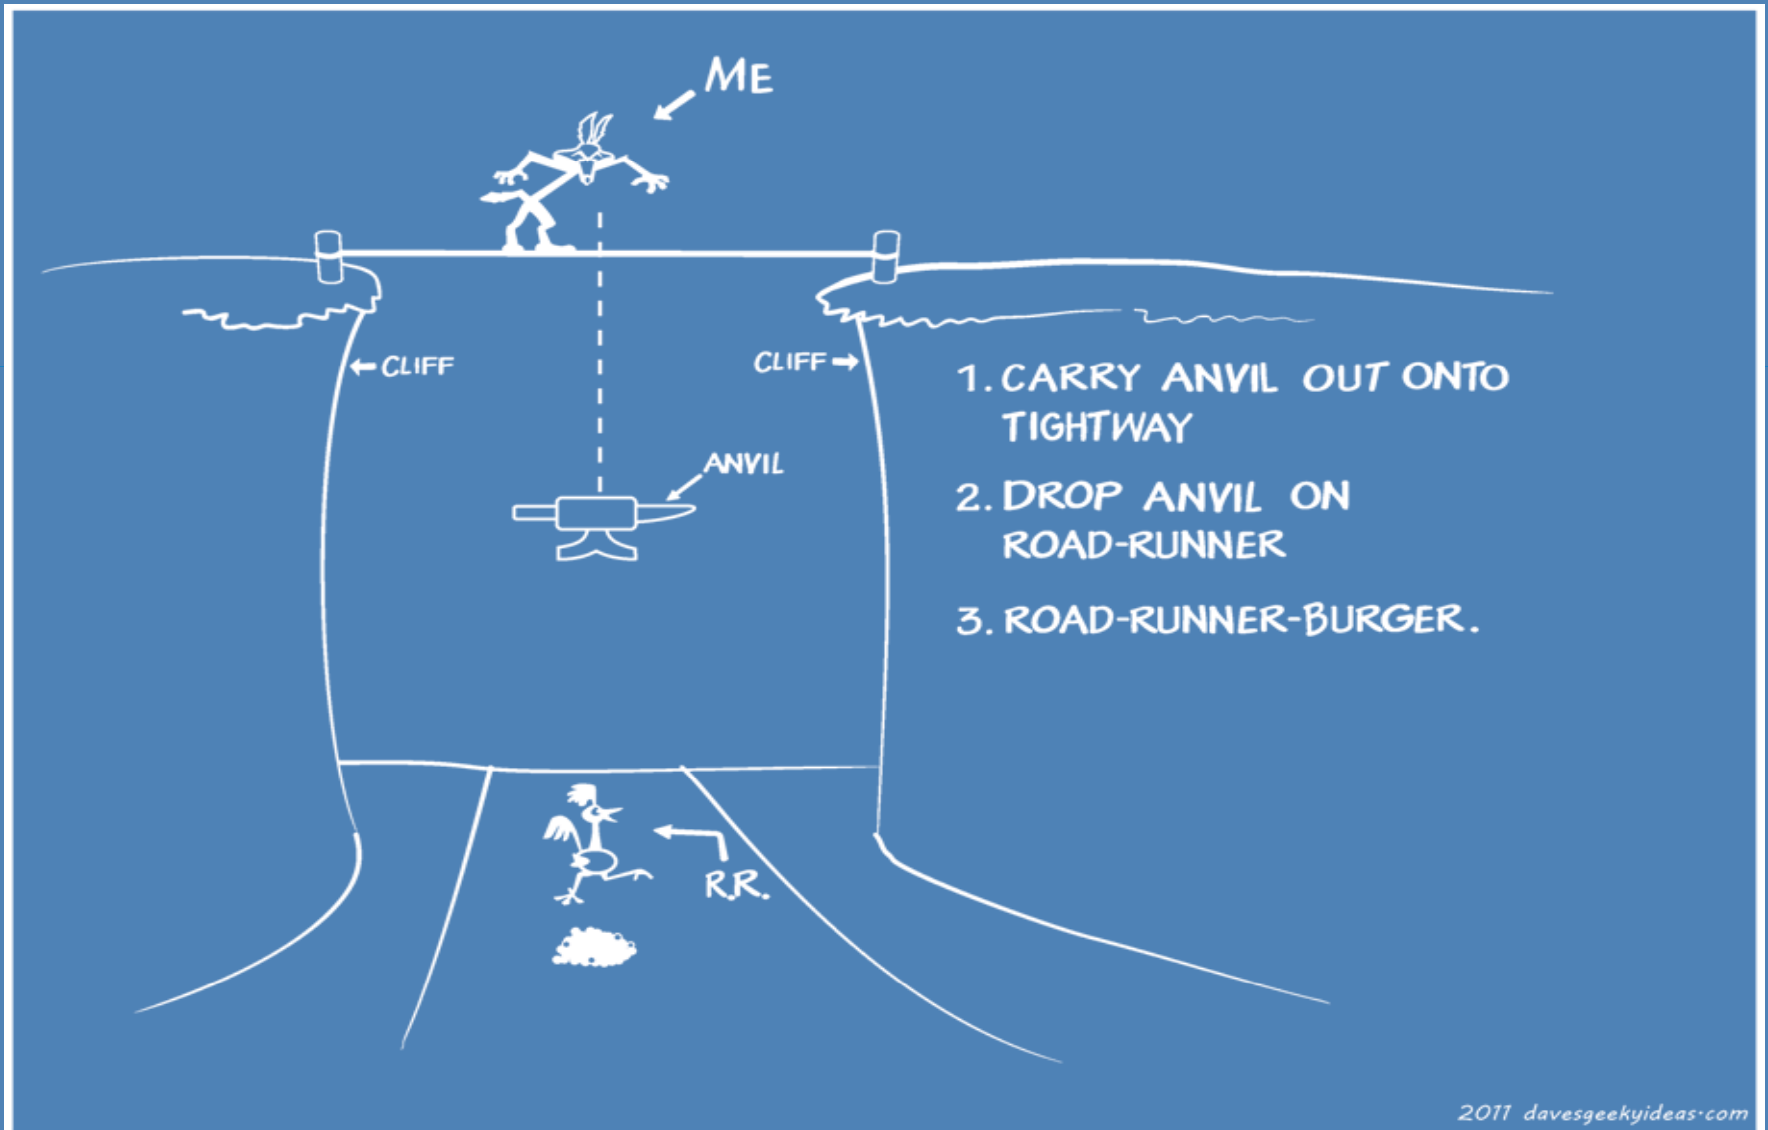 ME
← CLIFF
CLIFF →
1. CARRY ANVIL OUT ONTO
TIGHTWAY
ANVIL
2. DROP ANVIL ON
ROAD-RUNNER
3. ROAD-RUNNER-BURGER.
R.R.
2011 davesgeekyideas.com